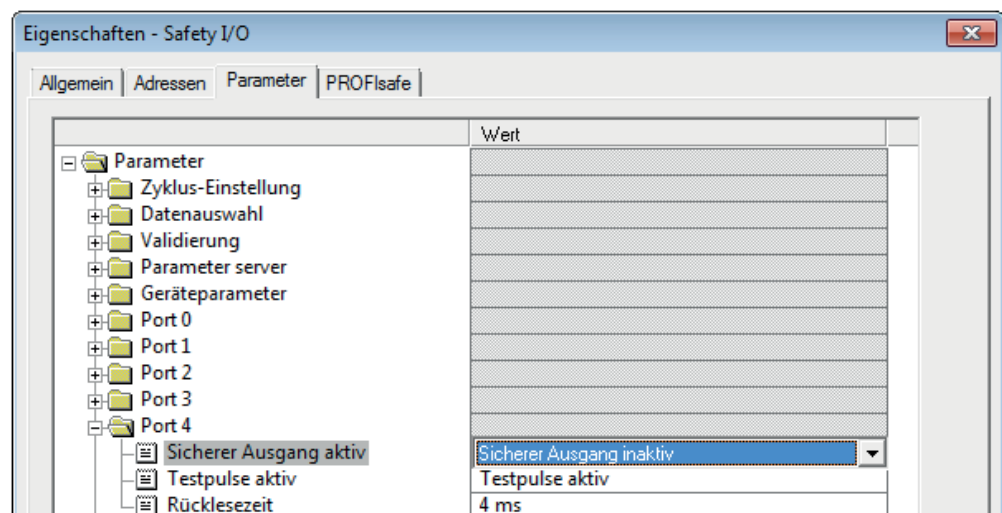 Eigenschaften - Safety I/O
Allgemein Adressen Parameter PROFIsafe
Wert
Parameter
Zyklus-Einstellung
Datenauswahl
Validierung
Parameter server
Geräteparameter
Port 0
Port 1
Port 2
Port 3
Port 4
Sicherer Ausgang aktiv Sicherer Ausgang inaktiv
Testpulse aktiv Testpulse aktiv
Rücklesezeit 4 ms